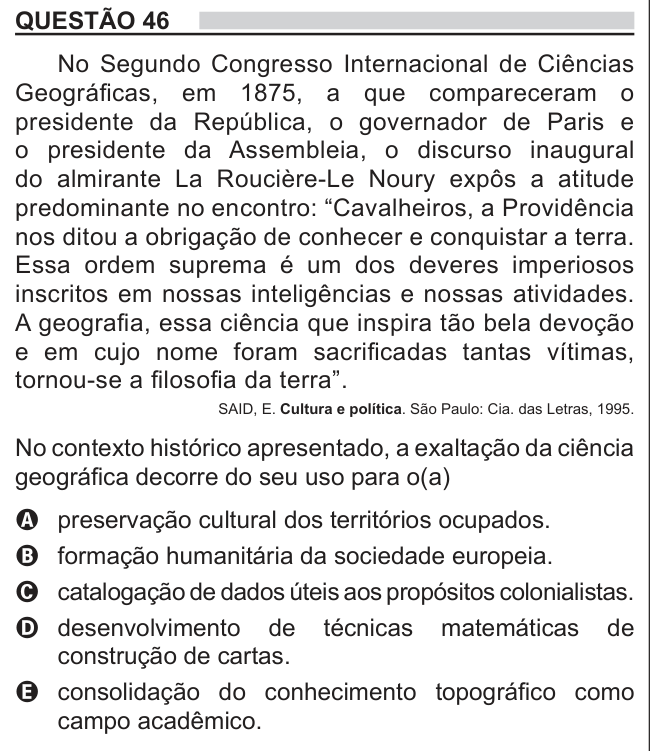 QUESTÃO 46
No Segundo Congresso Internacional de Ciências
Geográficas, em 1875, a que compareceram o
presidente da República, o governador de Paris e
o presidente da Assembleia, o discurso inaugural
do almirante La Roucière-Le Noury expôs a atitude
predominante no encontro: “Cavalheiros, a Providência
nos ditou a obrigação de conhecer e conquistar a terra.
Essa ordem suprema é um dos deveres imperiosos
inscritos em nossas inteligências e nossas atividades.
A geografia, essa ciência que inspira tão bela devoção
e em cujo nome foram sacrificadas tantas vítimas,
tornou-se a filosofia da terra”.
SAID, E. Cultura e política. São Paulo: Cia. das Letras, 1995.
No contexto histórico apresentado, a exaltação da ciência
geográfica decorre do seu uso para o(a)
A preservação cultural dos territórios ocupados.
B formação humanitária da sociedade europeia.
C catalogação de dados úteis aos propósitos colonialistas.
D desenvolvimento de técnicas matemáticas de
construção de cartas.
E consolidação do conhecimento topográfico como
campo acadêmico.